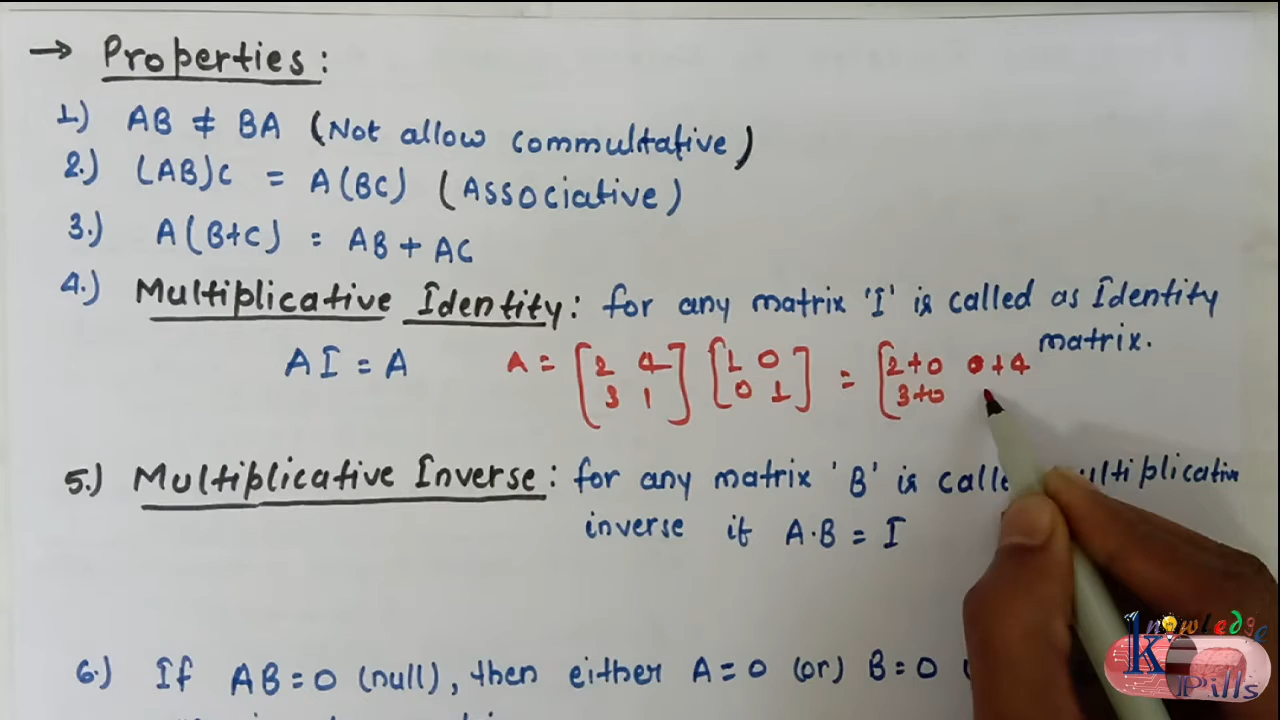 → Properties:
1.) AB ≠ BA (Not allow commultative)
2.) (AB)C = A(BC) (Associative)
3.) A(B+C) = AB + AC
4.) Multiplicative Identity: for any matrix 'I' is called as Identity
matrix.
AI = A A = [2 4 [1 0 = [2+0 0+4
3 1] 0 1] 3+0
5.) Multiplicative Inverse: for any matrix 'B' is
inverse if A.B = I
6.) If AB = 0 (null), then either A = 0 (or) B = 0
Knowledge
Pills